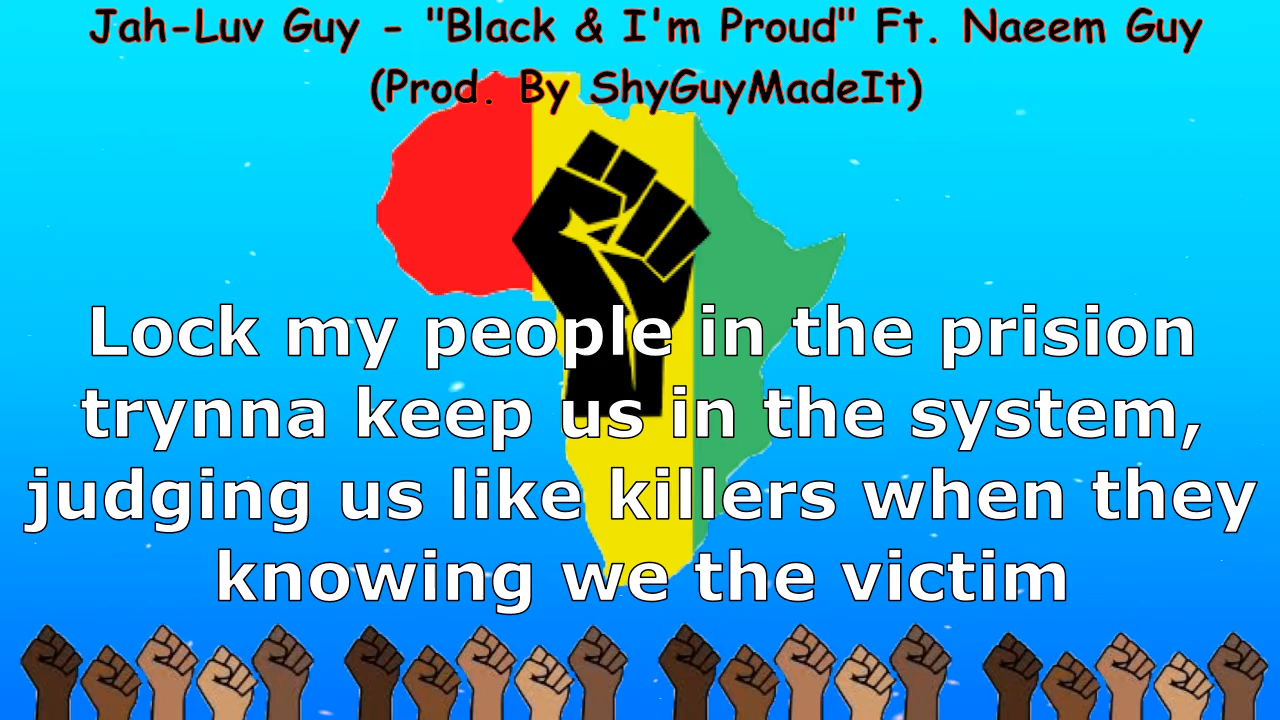 Jah-Luv Guy - "Black & I'm Proud" Ft. Naeem Guy
(Prod. By ShyGuyMadeIt)
Lock my people in the prision
trynna keep us in the system,
judging us like killers when they
knowing we the victim